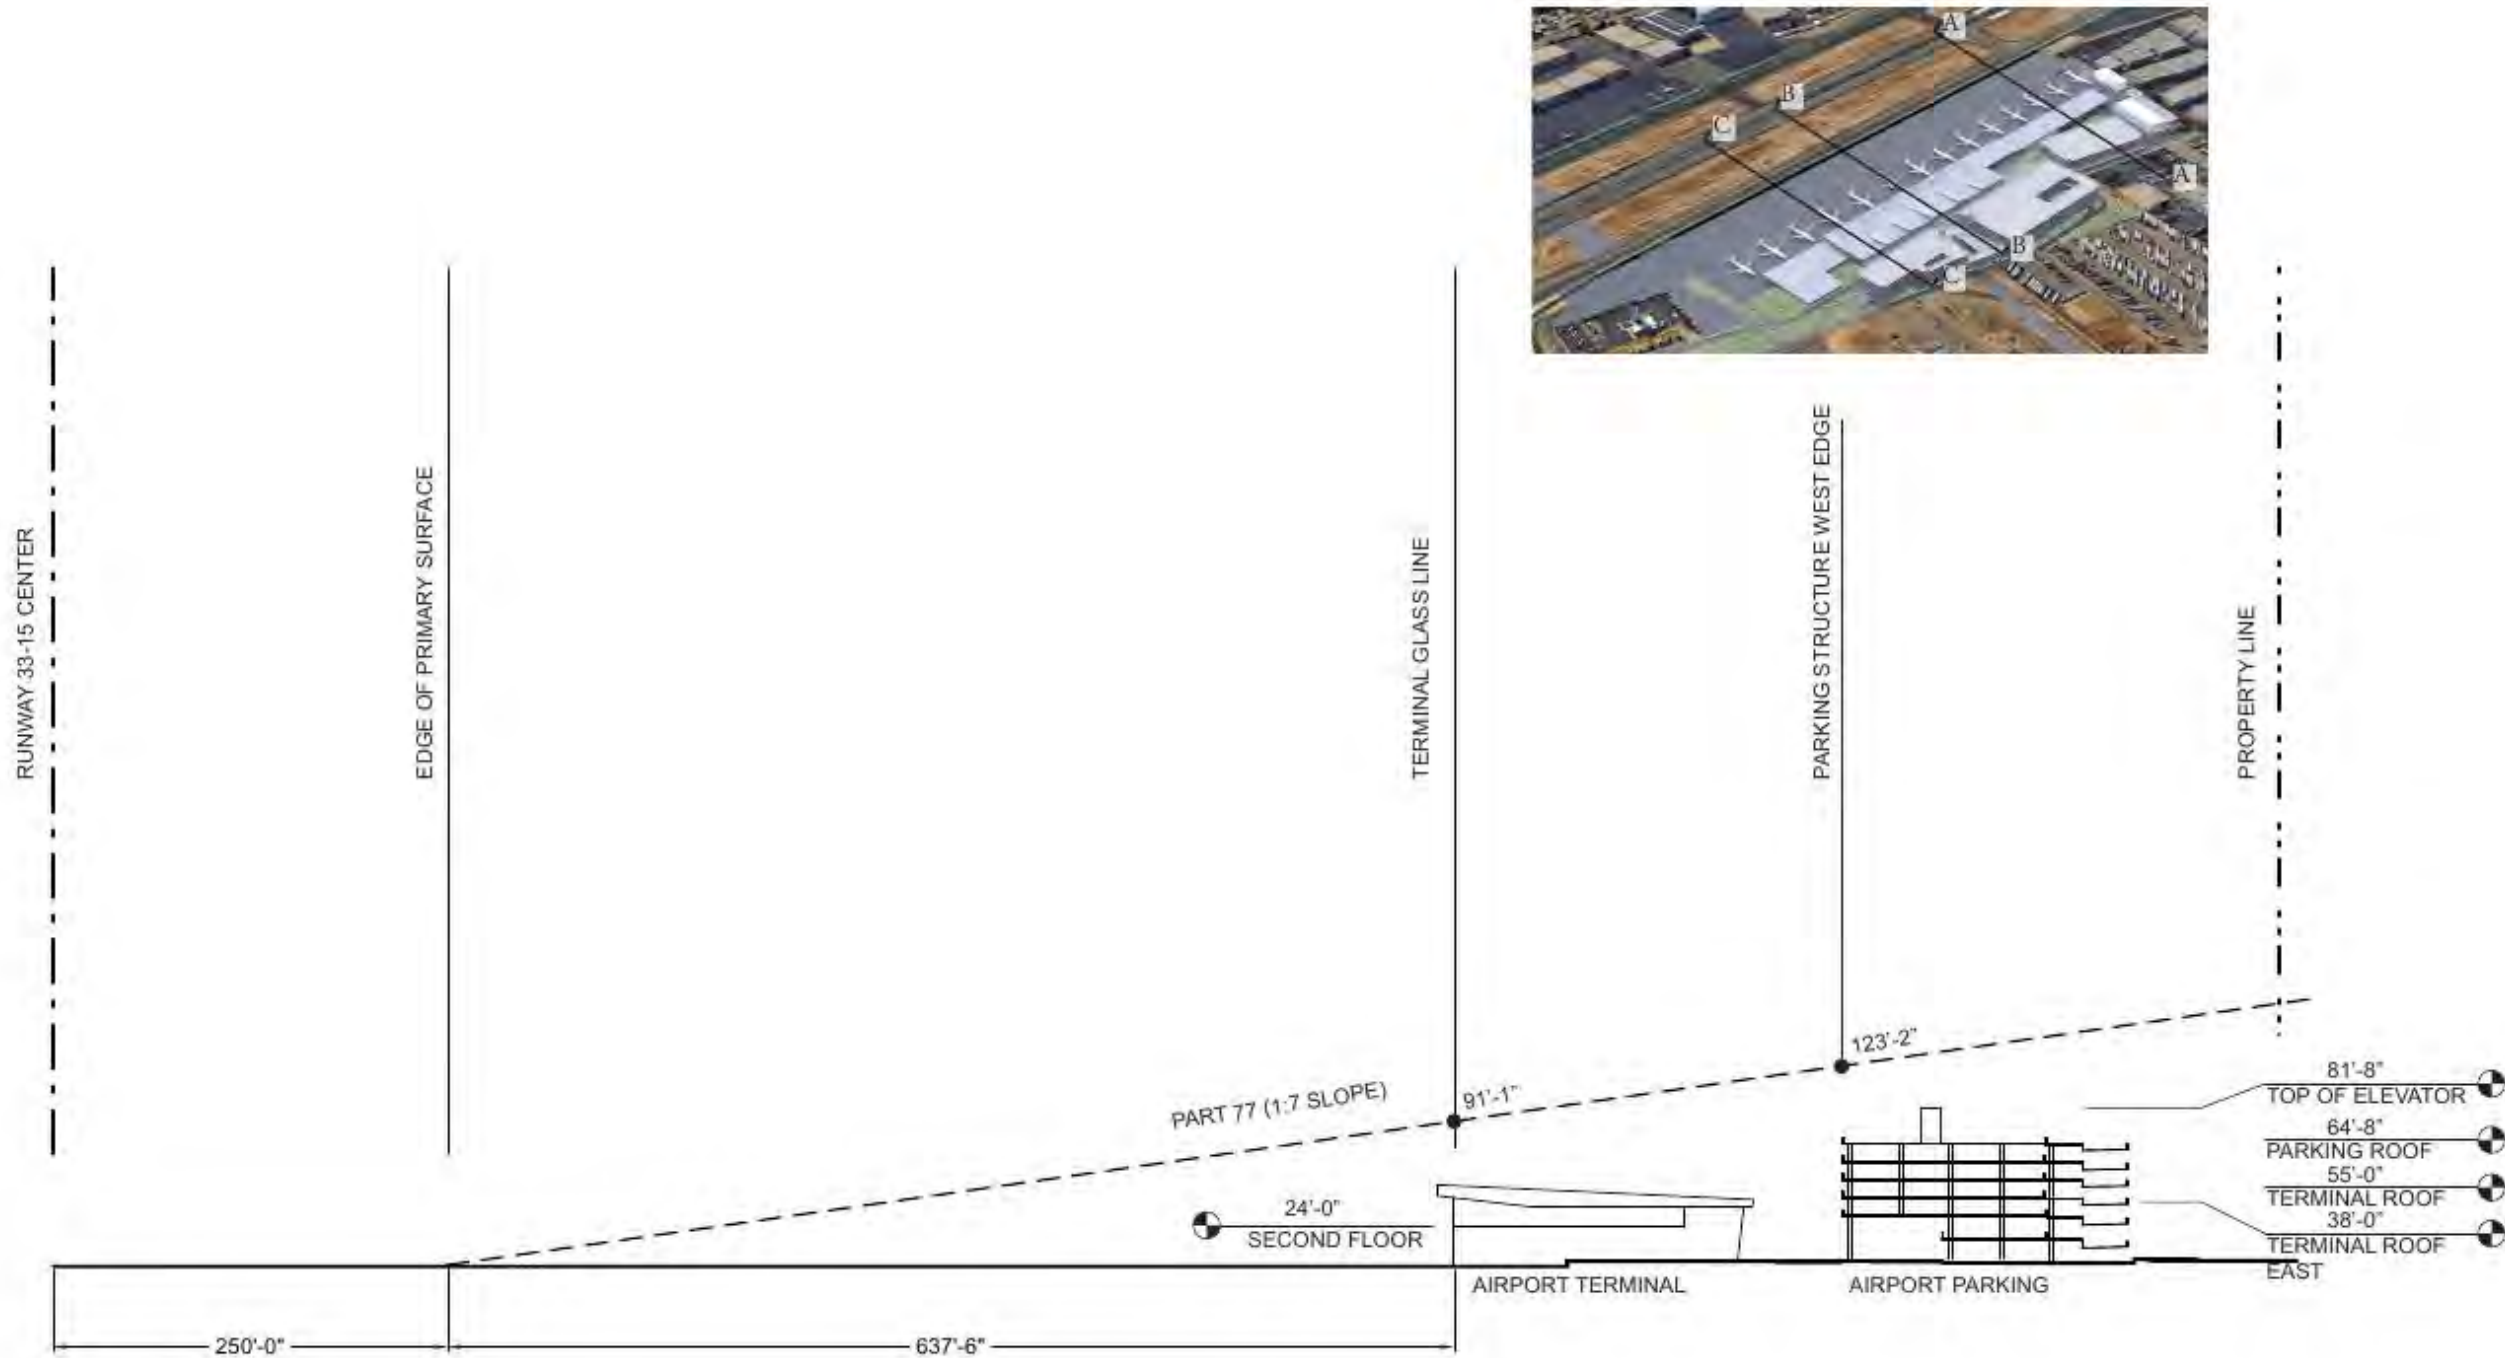 A
B
C
A
B
C
RUNWAY 33-15 CENTER
EDGE OF PRIMARY SURFACE
TERMINAL GLASS LINE
PARKING STRUCTURE WEST EDGE
PROPERTY LINE
PART 77 (1:7 SLOPE)
91'-1"
123'-2"
81'-8"
TOP OF ELEVATOR
64'-8"
PARKING ROOF
55'-0"
TERMINAL ROOF
38'-0"
TERMINAL ROOF
EAST
24'-0"
SECOND FLOOR
AIRPORT TERMINAL
AIRPORT PARKING
250'-0"
637'-6"